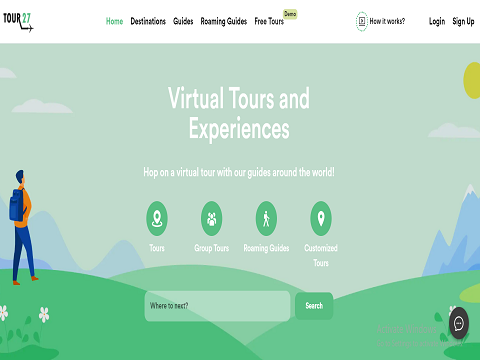 TOUR 27
Home Destinations Guides Roaming Guides Free Tours Demo How it works? Login Sign Up
Virtual Tours and
Experiences
Hop on a virtual tour with our guides around the world!
Tours Group Tours Roaming Guides Customized
Tours
Where to next? Search